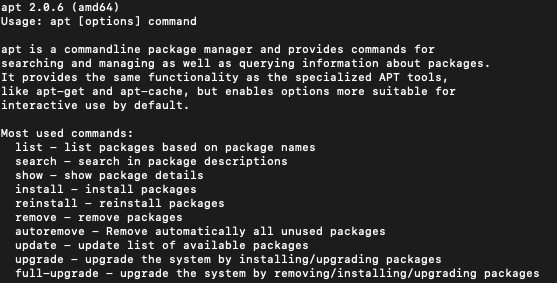 apt 2.0.6 (amd64)
Usage: apt [options] command

apt is a commandline package manager and provides commands for
searching and managing as well as querying information about packages.
It provides the same functionality as the specialized APT tools,
like apt-get and apt-cache, but enables options more suitable for
interactive use by default.

Most used commands:
  list - list packages based on package names
  search - search in package descriptions
  show - show package details
  install - install packages
  reinstall - reinstall packages
  remove - remove packages
  autoremove - Remove automatically all unused packages
  update - update list of available packages
  upgrade - upgrade the system by installing/upgrading packages
  full-upgrade - upgrade the system by removing/installing/upgrading packages